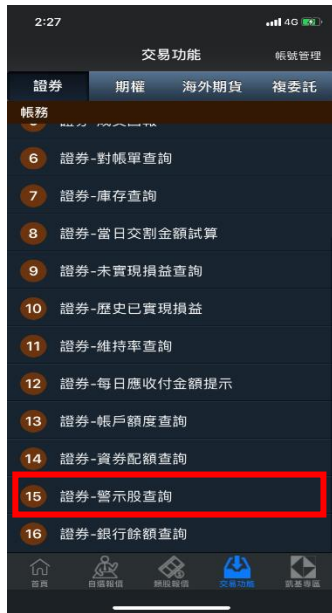 2:27
4G
交易功能
帳號管理
證券
期權
海外期貨
複委託
帳務
6 證券-對帳單查詢
7 證券-庫存查詢
8 證券-當日交割金額試算
9 證券-未實現損益查詢
10 證券-歷史已實現損益
11 證券-維持率查詢
12 證券-每日應收付金額提示
13 證券-帳戶額度查詢
14 證券-資券配額查詢
15 證券-警示股查詢
16 證券-銀行餘額查詢
首頁
自選報價
類股報價
交易功能
凱基專區